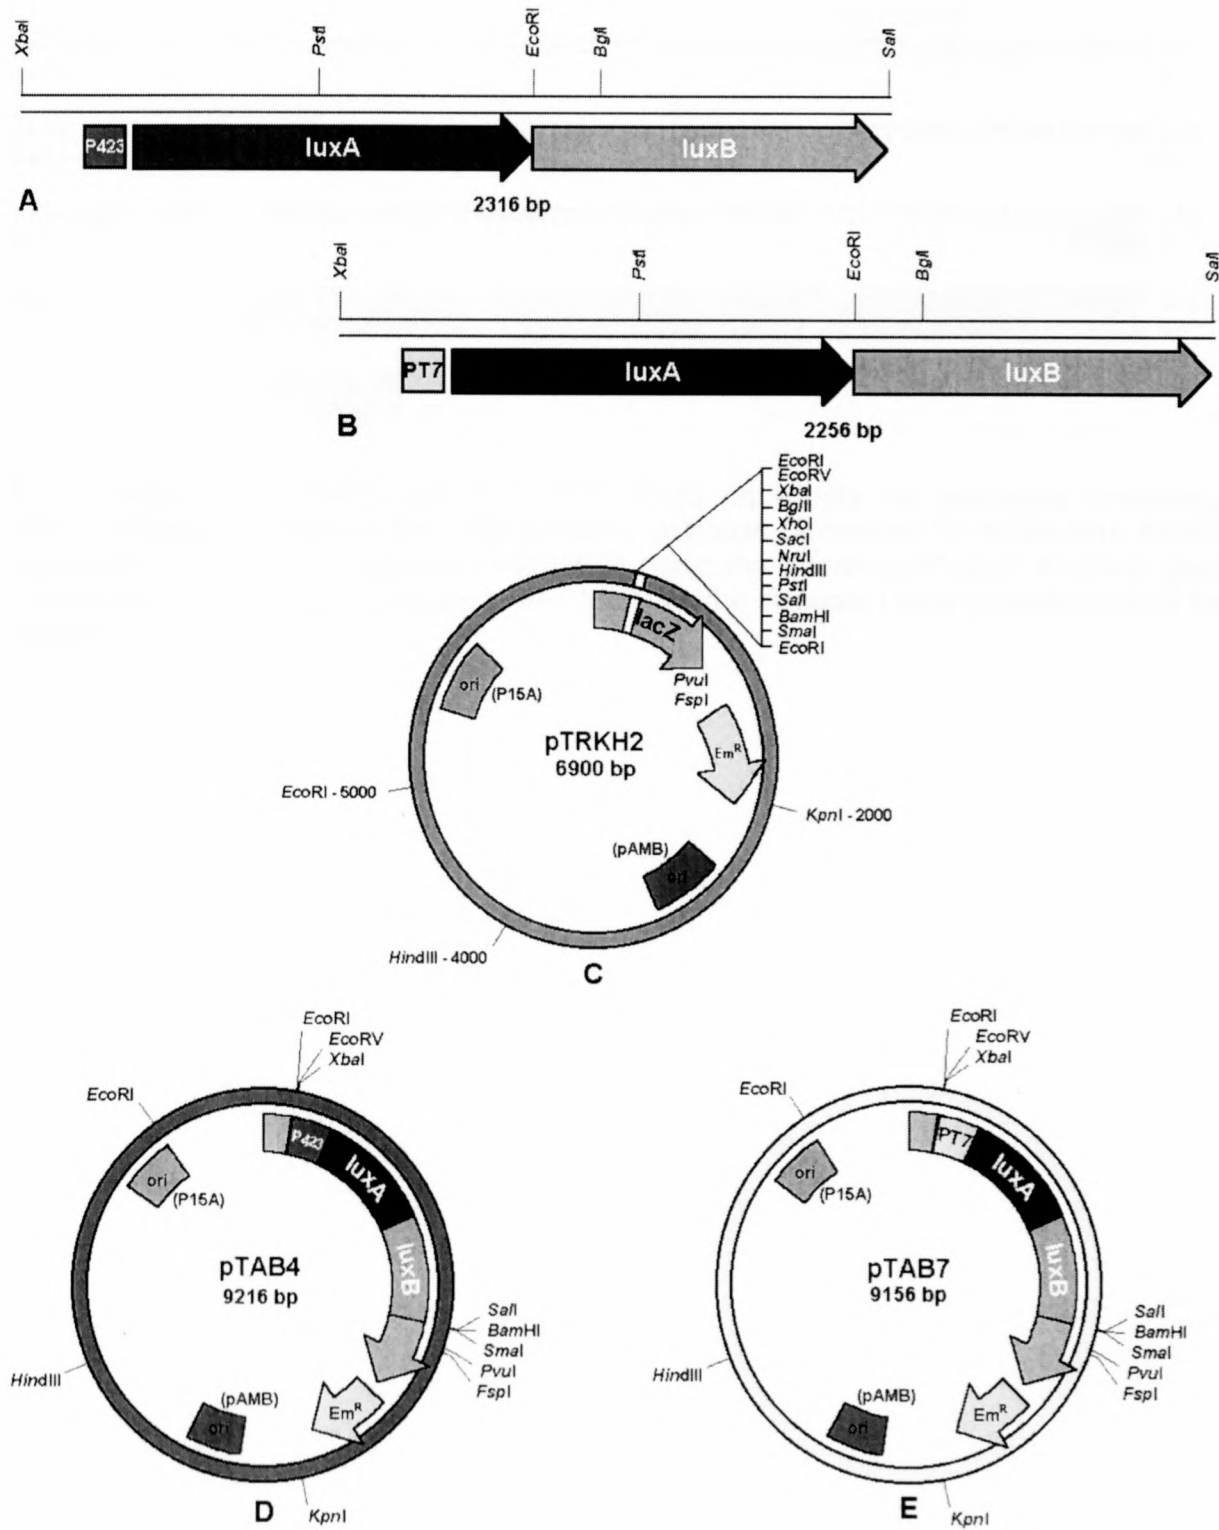 XbaI
PstI
EcoRI
BglI
SalI
P423
luxA
luxB
A
2316 bp
XbaI
PstI
EcoRI
BglI
SalI
PT7
luxA
luxB
B
2256 bp
EcoRI
EcoRV
XbaI
BglII
XhoI
SacI
NruI
HindIII
PstI
SalI
BamHI
SmaI
EcoRI
lacZ
PvuI
FspI
ori
(P15A)
EmR
pTRKH2
6900 bp
EcoRI - 5000
KpnI - 2000
(pAMB)
ori
HindIII - 4000
C
EcoRI
EcoRV
XbaI
EcoRI
P423
luxA
ori
(P15A)
luxB
pTAB4
9216 bp
SalI
BamHI
SmaI
PvuI
FspI
HindIII
(pAMB)
EmR
ori
KpnI
D
EcoRI
EcoRV
XbaI
EcoRI
PT7
luxA
ori
(P15A)
luxB
pTAB7
9156 bp
SalI
BamHI
SmaI
PvuI
FspI
HindIII
(pAMB)
EmR
ori
KpnI
E